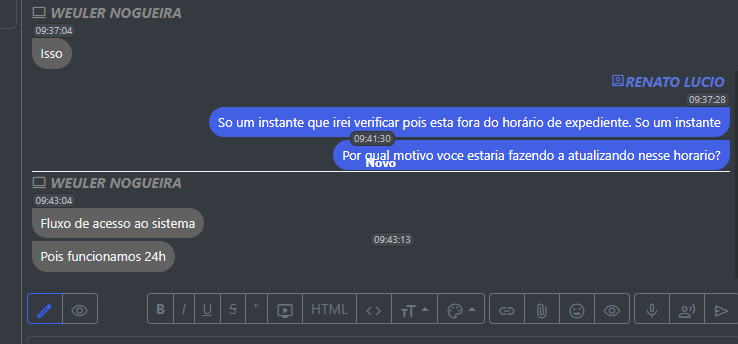 WEULER NOGUEIRA
09:37:04
Isso
RENATO LUCIO
09:37:28
So um instante que irei verificar pois esta fora do horário de expediente. So um instante
09:41:30
Por qual motivo voce estaria fazendo a atualizando nesse horario?
Novo
WEULER NOGUEIRA
09:43:04
Fluxo de acesso ao sistema
09:43:13
Pois funcionamos 24h
B I U S " HTML <> TT